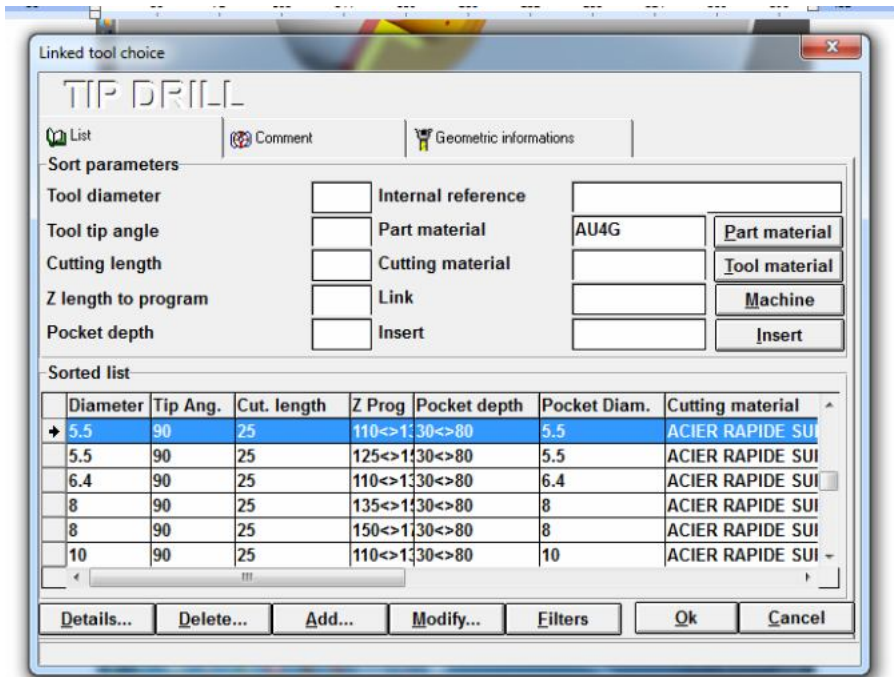 Linked tool choice
TIP DRILL
List Comment Geometric informations
Sort parameters
Tool diameter Internal reference
Tool tip angle Part material AU4G Part material
Cutting length Cutting material Tool material
Z length to program Link Machine
Pocket depth Insert Insert
Sorted list
Diameter Tip Ang. Cut. length Z Prog Pocket depth Pocket Diam. Cutting material
5.5 90 25 110<>1 30<>80 5.5 ACIER RAPIDE SU
5.5 90 25 125<>1 30<>80 5.5 ACIER RAPIDE SU
6.4 90 25 110<>1 30<>80 6.4 ACIER RAPIDE SU
8 90 25 135<>1 30<>80 8 ACIER RAPIDE SU
8 90 25 150<>1 30<>80 8 ACIER RAPIDE SU
10 90 25 110<>1 30<>80 10 ACIER RAPIDE SU
Details... Delete... Add... Modify... Filters Ok Cancel